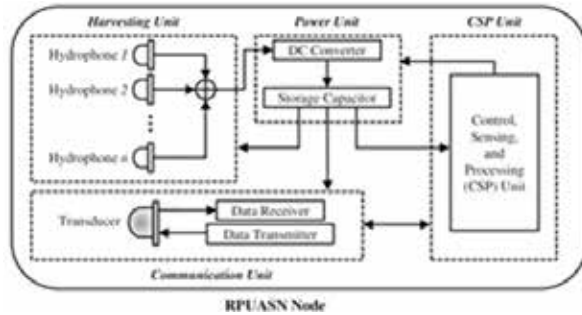 Harvesting Unit
Power Unit
CSP Unit
Hydrophone 1
Hydrophone 2
Hydrophone n
DC Converter
Storage Capacitor
Control,
Sensing,
and
Processing
(CSP) Unit
Transducer
Data Receiver
Data Transmitter
Communication Unit
RPUASN Node